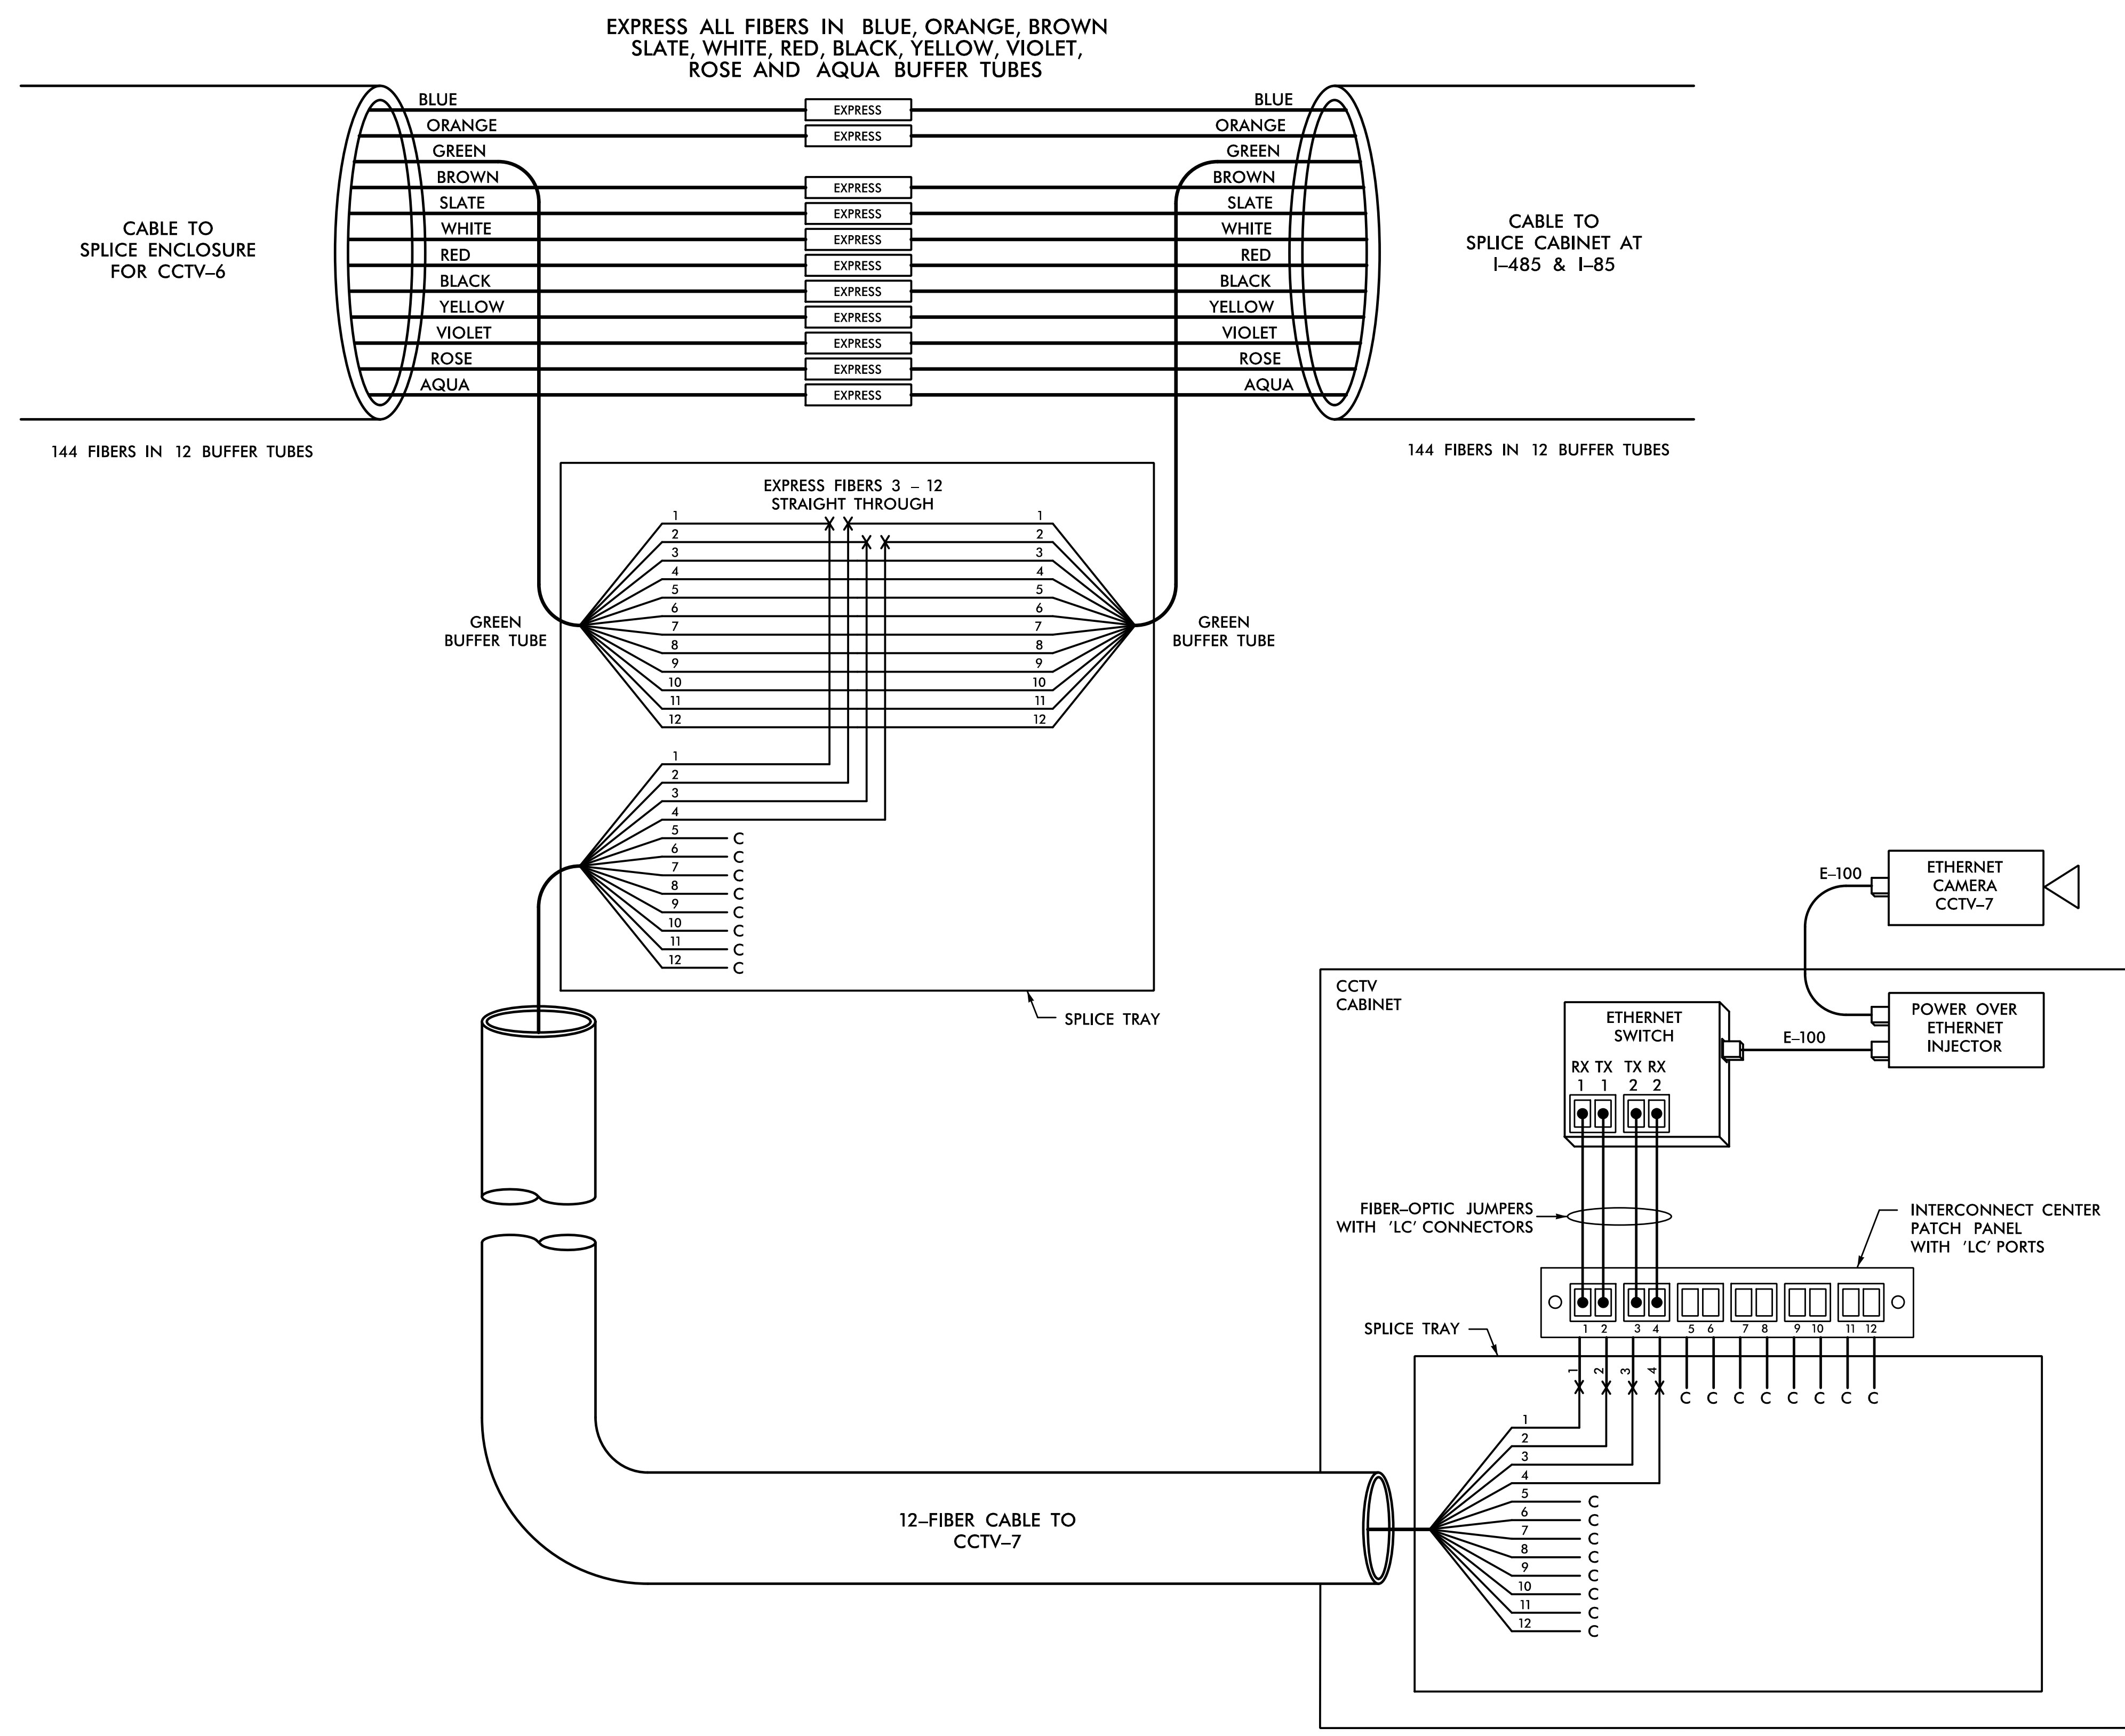 EXPRESS ALL FIBERS IN BLUE, ORANGE, BROWN
SLATE, WHITE, RED, BLACK, YELLOW, VIOLET,
ROSE AND AQUA BUFFER TUBES
BLUE EXPRESS BLUE
ORANGE EXPRESS ORANGE
GREEN GREEN
BROWN EXPRESS BROWN
SLATE EXPRESS SLATE
WHITE EXPRESS WHITE
RED EXPRESS RED
BLACK EXPRESS BLACK
YELLOW EXPRESS YELLOW
VIOLET EXPRESS VIOLET
ROSE EXPRESS ROSE
AQUA EXPRESS AQUA
CABLE TO
SPLICE ENCLOSURE
FOR CCTV–6
CABLE TO
SPLICE CABINET AT
I–485 & I–85
144 FIBERS IN 12 BUFFER TUBES
144 FIBERS IN 12 BUFFER TUBES
EXPRESS FIBERS 3 – 12
STRAIGHT THROUGH
1 1
2 2
3 3
4 4
5 5
6 6
7 7
8 8
9 9
10 10
11 11
12 12
GREEN
BUFFER TUBE
GREEN
BUFFER TUBE
1
2
3
4
5 C
6 C
7 C
8 C
9 C
10 C
11 C
12 C
SPLICE TRAY
E–100
ETHERNET
CAMERA
CCTV–7
CCTV
CABINET
ETHERNET
SWITCH
RX TX TX RX
1 1 2 2
E–100
POWER OVER
ETHERNET
INJECTOR
FIBER–OPTIC JUMPERS
WITH 'LC' CONNECTORS
INTERCONNECT CENTER
PATCH PANEL
WITH 'LC' PORTS
SPLICE TRAY
1 2 3 4 5 6 7 8 9 10 11 12
1 2 3 4
C C C C C C C C
1
2
3
4
5 C
6 C
7 C
8 C
9 C
10 C
11 C
12 C
12–FIBER CABLE TO
CCTV–7